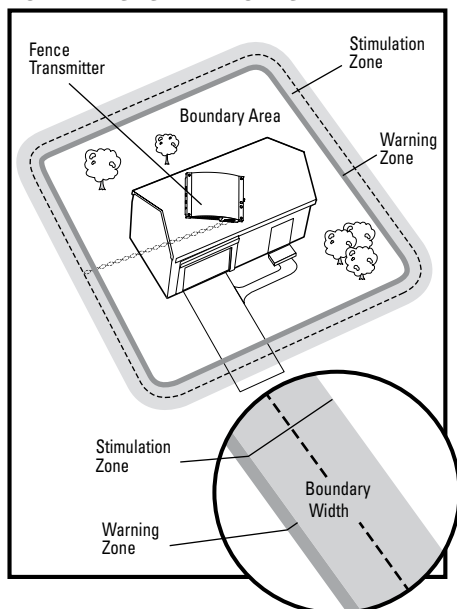 Fence
Transmitter
Stimulation
Zone
Boundary Area
Warning
Zone
Stimulation
Zone
Boundary
Width
Warning
Zone